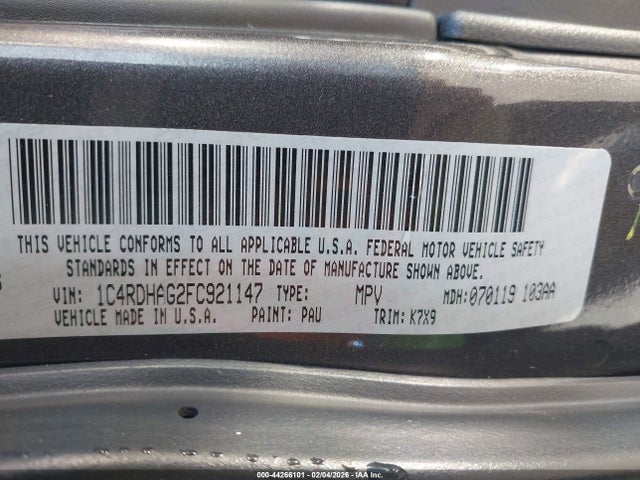 THIS VEHICLE CONFORMS TO ALL APPLICABLE U.S.A. FEDERAL MOTOR VEHICLE SAFETY
STANDARDS IN EFFECT ON THE DATE OF MANUFACTURE SHOWN ABOVE.
VIN: 1C4RDHAG2FC921147 TYPE: MPV MDH:070119 103AA
VEHICLE MADE IN U.S.A. PAINT: PAU TRIM: K7X9
000-44266101 - 02/04/2026 - IAAI.com